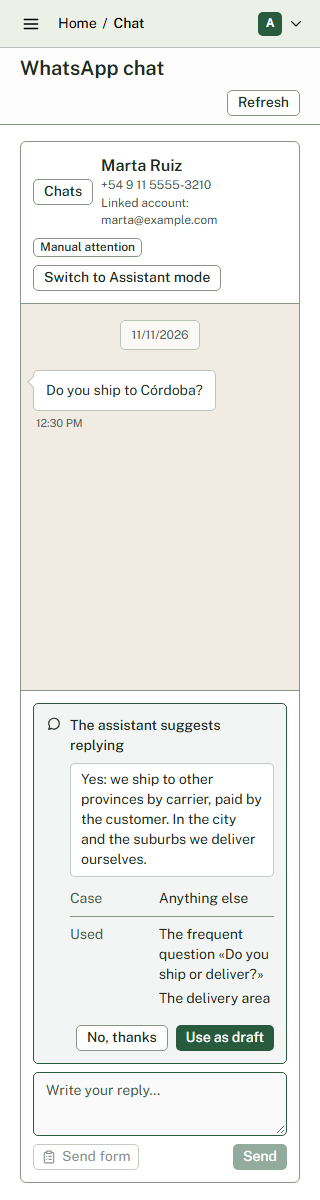 Home / Chat
A
WhatsApp chat
Refresh
Chats
Marta Ruiz
+54 9 11 5555-3210
Linked account:
marta@example.com
Manual attention
Switch to Assistant mode
11/11/2026
Do you ship to Córdoba?
12:30 PM
The assistant suggests
replying
Yes: we ship to other
provinces by carrier, paid by
the customer. In the city
and the suburbs we deliver
ourselves.
Case
Anything else
Used
The frequent
question «Do you
ship or deliver?»
The delivery area
No, thanks
Use as draft
Write your reply...
Send form
Send